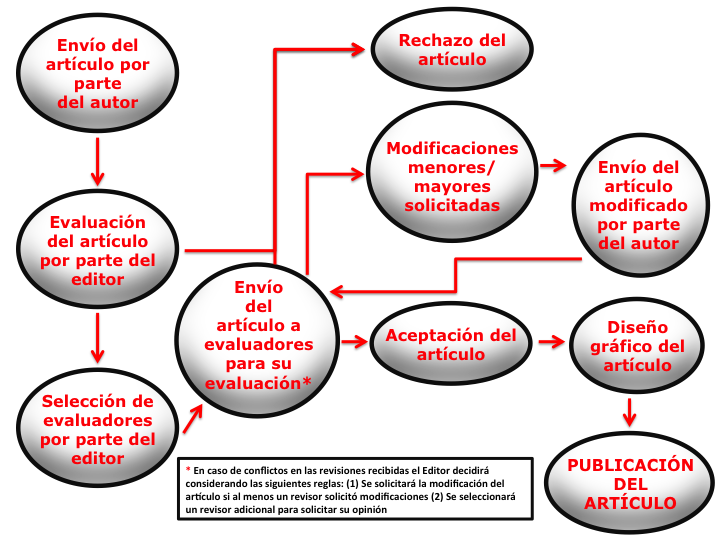 Envío del
artículo por
parte
del autor
Evaluación
del artículo
por parte del
editor
Selección de
evaluadores
por parte del
editor
Envío
del
artículo a
evaluadores
para su
evaluación*
Rechazo del
artículo
Modificaciones
menores/
mayores
solicitadas
Envío del
artículo
modificado
por parte
del autor
Aceptación del
artículo
Diseño
gráfico del
artículo
PUBLICACIÓN
DEL
ARTÍCULO
* En caso de conflictos en las revisiones recibidas el Editor decidirá
considerando las siguientes reglas: (1) Se solicitará la modificación del
artículo si al menos un revisor solicitó modificaciones (2) Se seleccionará
un revisor adicional para solicitar su opinión